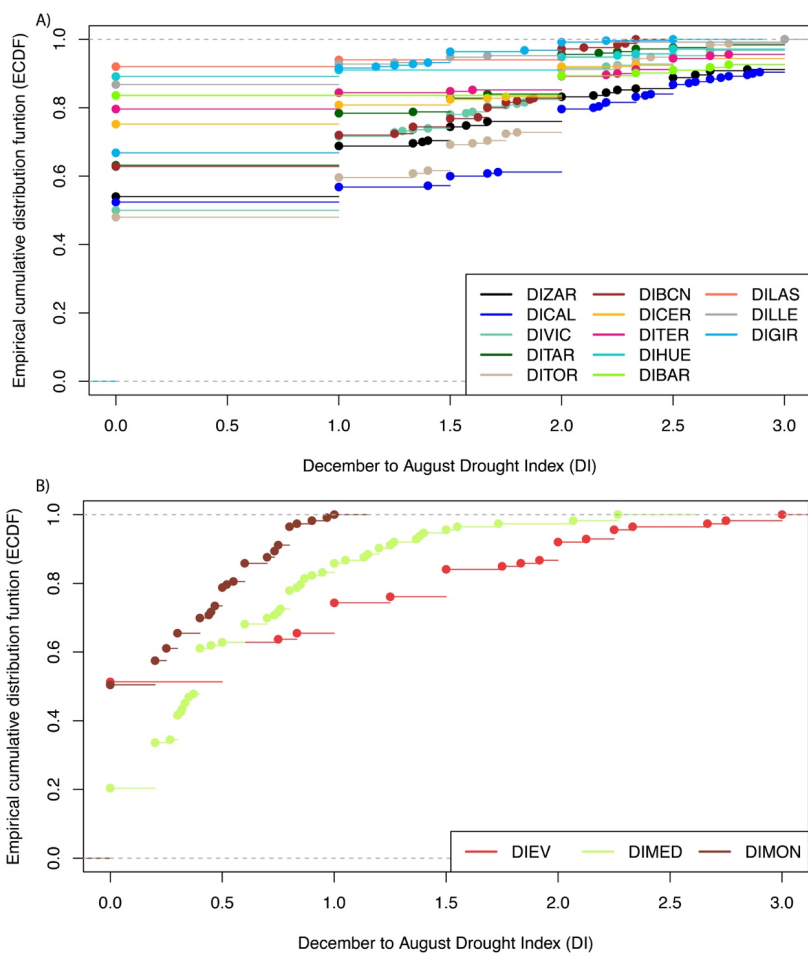 A)
Empirical cumulative distribution funtion (ECDF)
1.0
0.8
0.6
0.4
0.2
0.0
DIZAR DIBCN DILAS
DICAL DICER DILLE
DIVIC DITER DIGIR
DITAR DIHUE
DITOR DIBAR
0.0 0.5 1.0 1.5 2.0 2.5 3.0
December to August Drought Index (DI)
B)
Empirical cumulative distribution funtion (ECDF)
1.0
0.8
0.6
0.4
0.2
0.0
DIEV DIMED DIMON
0.0 0.5 1.0 1.5 2.0 2.5 3.0
December to August Drought Index (DI)